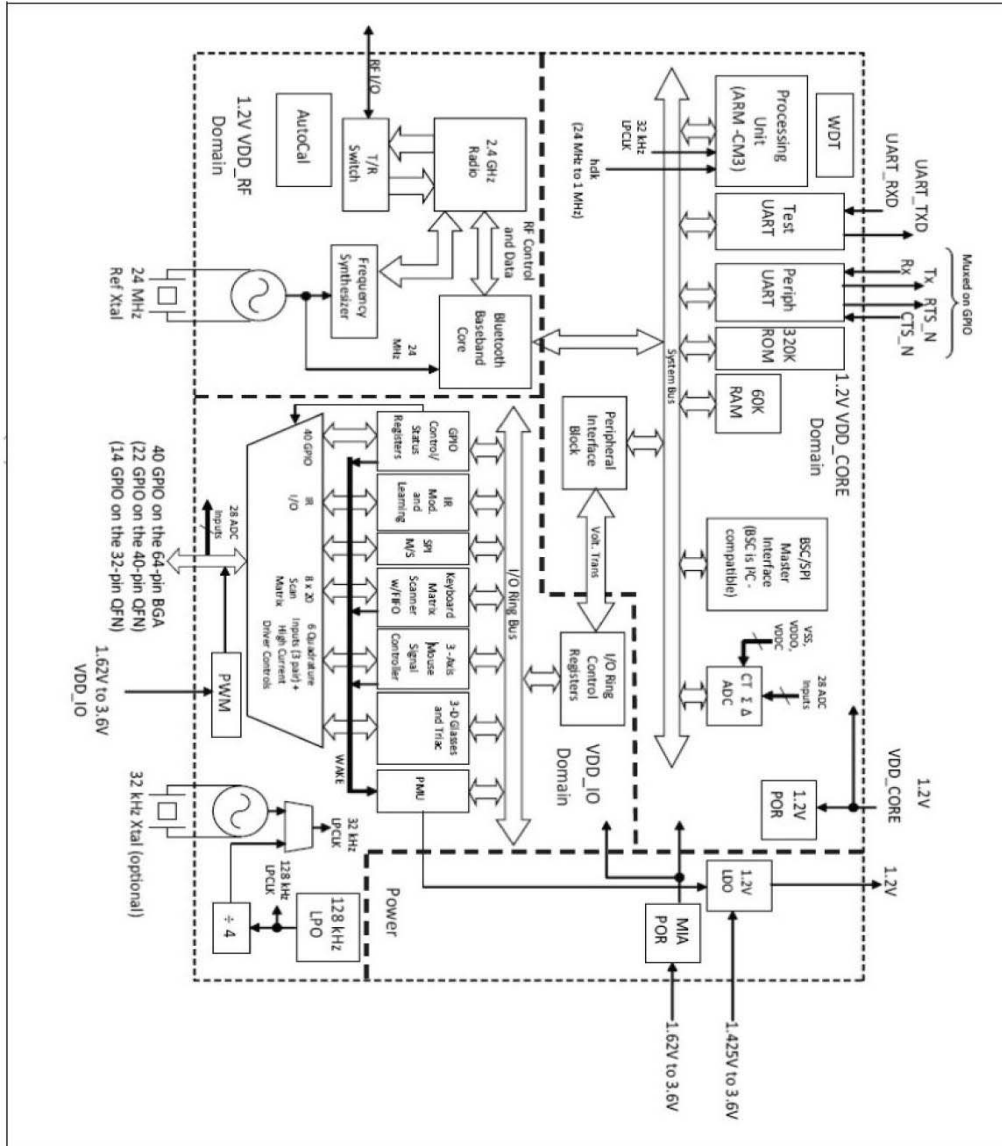 Muxed on GPIO
UART_TXD
UART_RXD
Tx
Rx
RTS_N
CTS_N
1.2V
VDD_CORE
1.2V
WDT
Processing
Unit
(ARM -CM3)
Test
UART
Periph
UART
320K
ROM
60K
RAM
1.2V VDD_CORE
Domain
BSC/SPI
Master
Interface
(BSC is I²C -
compatible)
VSS,
VDDO,
VDDC
28 ADC
Inputs
CT Σ Δ
ADC
1.2V
POR
1.2V
LDO
1.425V to 3.6V
32 kHz
LPCLK
hdk
(24 MHz to 1 MHz)
System Bus
Peripheral
Interface
Block
Volt. Trans
I/O Ring
Control
Registers
VDD_IO
Domain
MIA
POR
1.62V to 3.6V
Power
RF Control
and Data
2.4 GHz
Radio
Bluetooth
Baseband
Core
I/O Ring Bus
RF I/O
T/R
Switch
Frequency
Synthesizer
24
MHz
AutoCal
1.2V VDD_RF
Domain
24 MHz
Ref Xtal
GPIO
Control/
Status
Registers
IR
Mod.
and
Learning
SPI
M/S
Keyboard
Matrix
Scanner
w/FIFO
3 -Axis
Mouse
Signal
Controller
3-D Glasses
and Triac
PMU
WAKE
40 GPIO
IR
I/O
8 x 20
Scan
Matrix
6 Quadrature
Inputs (3 pair) +
High Current
Driver Controls
28 ADC
Inputs
PWM
40 GPIO on the 64-pin BGA
(22 GPIO on the 40-pin QFN)
(14 GPIO on the 32-pin QFN)
1.62V to 3.6V
VDD_IO
32 kHz
LPCLK
128 kHz
LPCLK
÷ 4
128 kHz
LPO
32 kHz Xtal (optional)